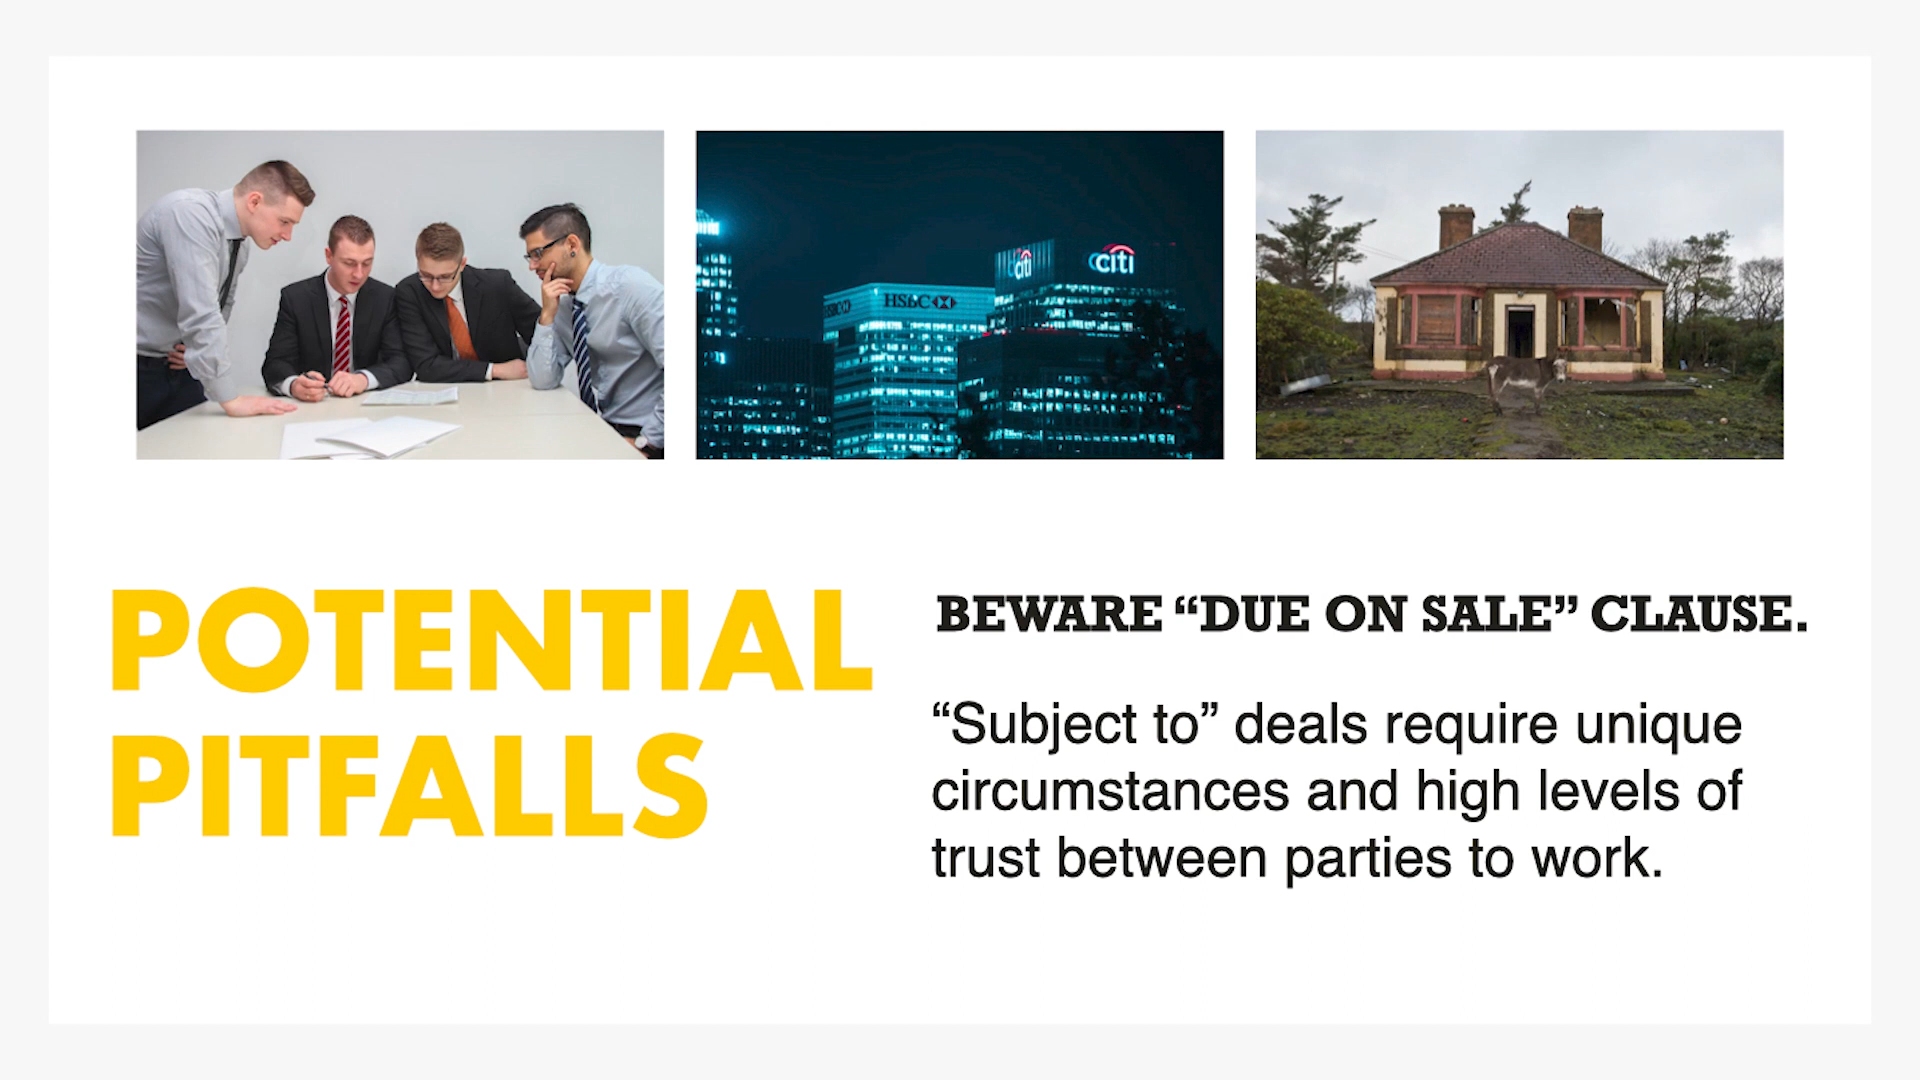 HSBC
citi
citi
POTENTIAL
PITFALLS
BEWARE “DUE ON SALE” CLAUSE.
“Subject to” deals require unique
circumstances and high levels of
trust between parties to work.